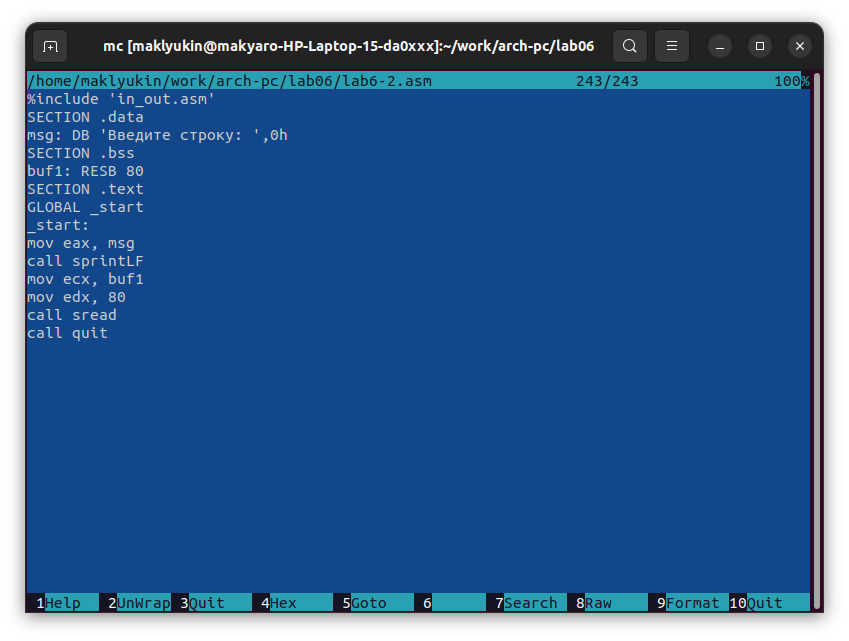 mc [maklyukin@makyaro-HP-Laptop-15-da0xxx]:~/work/arch-pc/lab06
/home/maklyukin/work/arch-pc/lab06/lab6-2.asm 243/243 100%
%include 'in_out.asm'
SECTION .data
msg: DB 'Введите строку: ',0h
SECTION .bss
buf1: RESB 80
SECTION .text
GLOBAL _start
_start:
mov eax, msg
call sprintLF
mov ecx, buf1
mov edx, 80
call sread
call quit
1Help 2UnWrap 3Quit 4Hex 5Goto 6 7Search 8Raw 9Format 10Quit